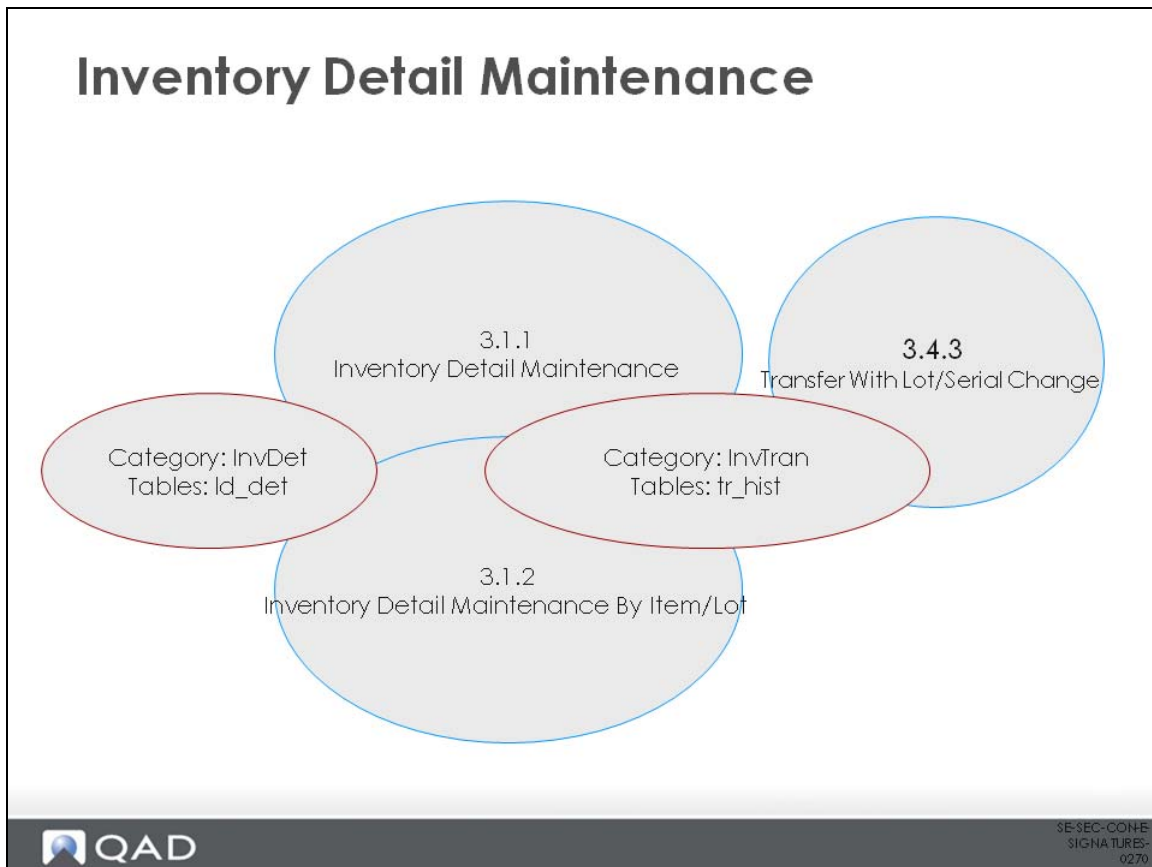 Inventory Detail Maintenance
3.1.1
Inventory Detail Maintenance
3.4.3
Transfer With Lot/Serial Change
Category: InvDet
Tables: ld_det
Category: InvTran
Tables: tr_hist
3.1.2
Inventory Detail Maintenance By Item/Lot
QAD
SE-SEC-CON-E-
SIGNATURES-
0270